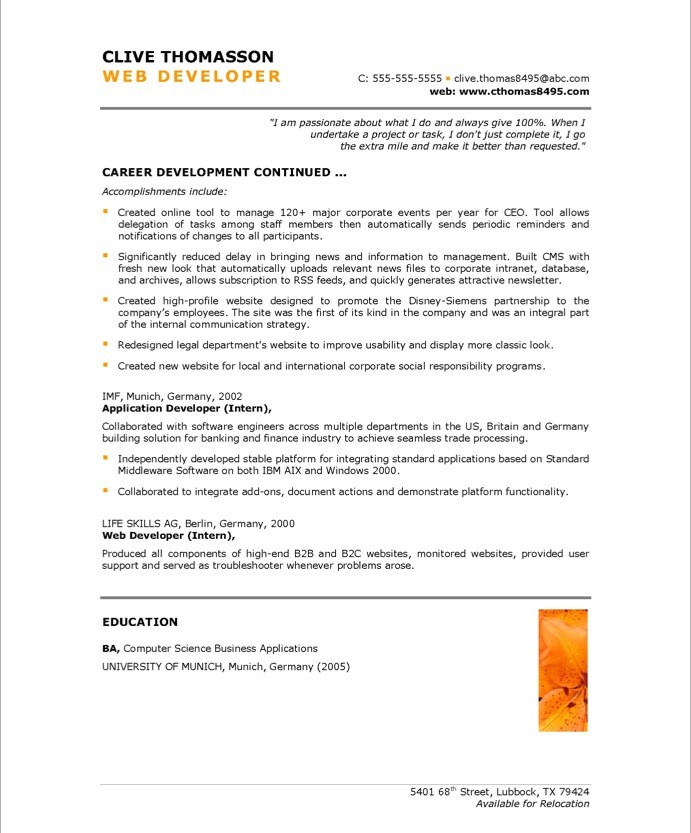 CLIVE THOMASSON
WEB DEVELOPER
C: 555-555-5555 ▪ clive.thomas8495@abc.com
web: www.cthomas8495.com
"I am passionate about what I do and always give 100%. When I
undertake a project or task, I don't just complete it, I go
the extra mile and make it better than requested."
CAREER DEVELOPMENT CONTINUED ...
Accomplishments include:
▪ Created online tool to manage 120+ major corporate events per year for CEO. Tool allows
delegation of tasks among staff members then automatically sends periodic reminders and
notifications of changes to all participants.
▪ Significantly reduced delay in bringing news and information to management. Built CMS with
fresh new look that automatically uploads relevant news files to corporate intranet, database,
and archives, allows subscription to RSS feeds, and quickly generates attractive newsletter.
▪ Created high-profile website designed to promote the Disney-Siemens partnership to the
company's employees. The site was the first of its kind in the company and was an integral part
of the internal communication strategy.
▪ Redesigned legal department's website to improve usability and display more classic look.
▪ Created new website for local and international corporate social responsibility programs.
IMF, Munich, Germany, 2002
Application Developer (Intern),
Collaborated with software engineers across multiple departments in the US, Britain and Germany
building solution for banking and finance industry to achieve seamless trade processing.
▪ Independently developed stable platform for integrating standard applications based on Standard
Middleware Software on both IBM AIX and Windows 2000.
▪ Collaborated to integrate add-ons, document actions and demonstrate platform functionality.
LIFE SKILLS AG, Berlin, Germany, 2000
Web Developer (Intern),
Produced all components of high-end B2B and B2C websites, monitored websites, provided user
support and served as troubleshooter whenever problems arose.
EDUCATION
BA, Computer Science Business Applications
UNIVERSITY OF MUNICH, Munich, Germany (2005)
5401 68th Street, Lubbock, TX 79424
Available for Relocation